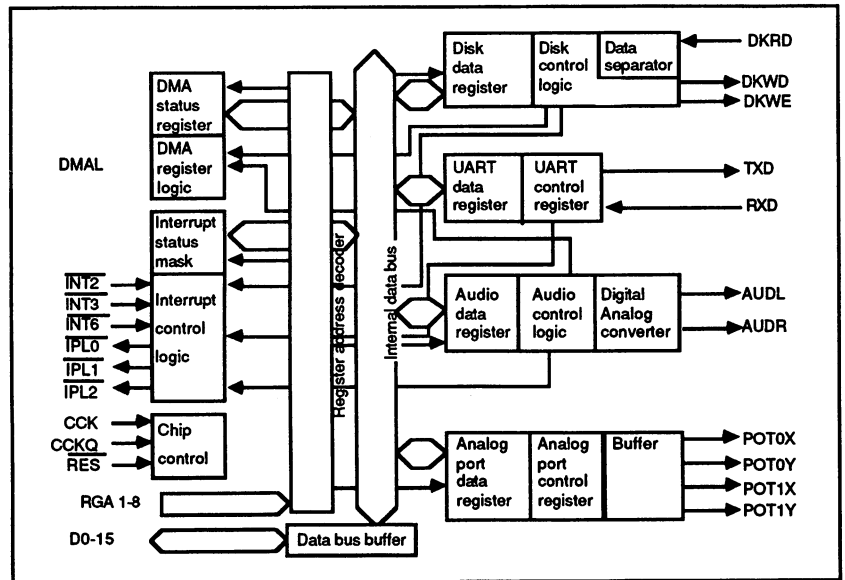 DMA
status
register
DMA
register
logic
DMAL
Interrupt
status
mask
Interrupt
control
logic
INT2
INT3
INT6
IPL0
IPL1
IPL2
CCK
CCKQ
RES
Chip
control
RGA 1-8
D0-15
Register address decoder
Internal data bus
Data bus buffer
Disk
data
register
Disk
control
logic
Data
separator
DKRD
DKWD
DKWE
UART
data
register
UART
control
register
TXD
RXD
Audio
data
register
Audio
control
logic
Digital
Analog
converter
AUDL
AUDR
Analog
port
data
register
Analog
port
control
register
Buffer
POT0X
POT0Y
POT1X
POT1Y